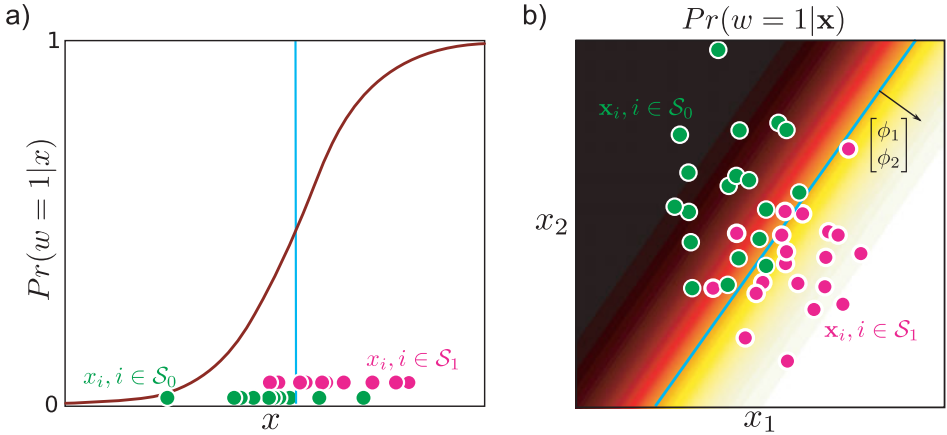 a)
1
Pr(w = 1|x)
x_i, i ∈ S_0
x_i, i ∈ S_1
0
x
b)
Pr(w = 1|𝐱)
𝐱_i, i ∈ S_0
[ϕ_1
ϕ_2]
x_2
𝐱_i, i ∈ S_1
x_1